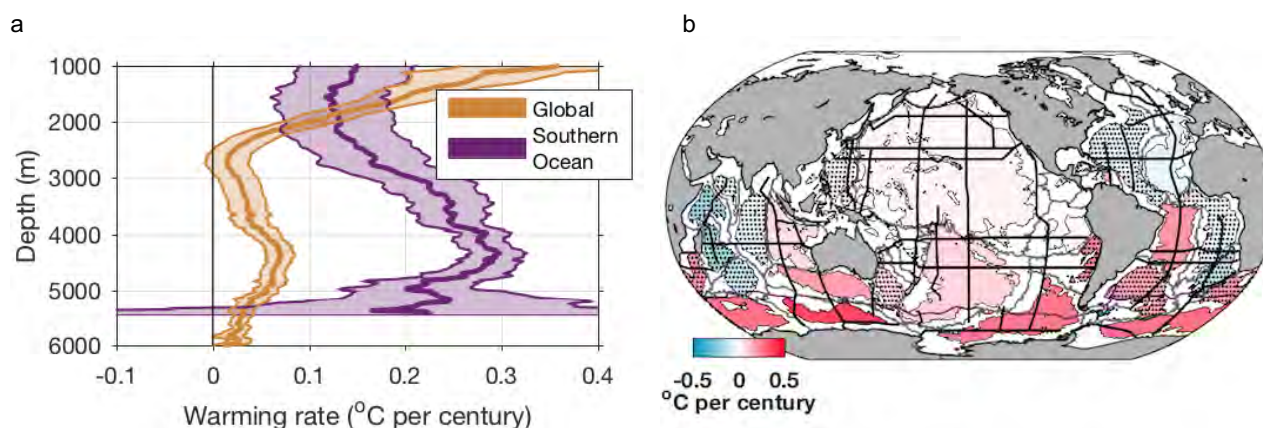 a
1000
2000
3000
4000
5000
6000
Depth (m)
-0.1
0
0.1
0.2
0.3
0.4
Warming rate (°C per century)
Global
Southern
Ocean
b
-0.5 0 0.5
°C per century